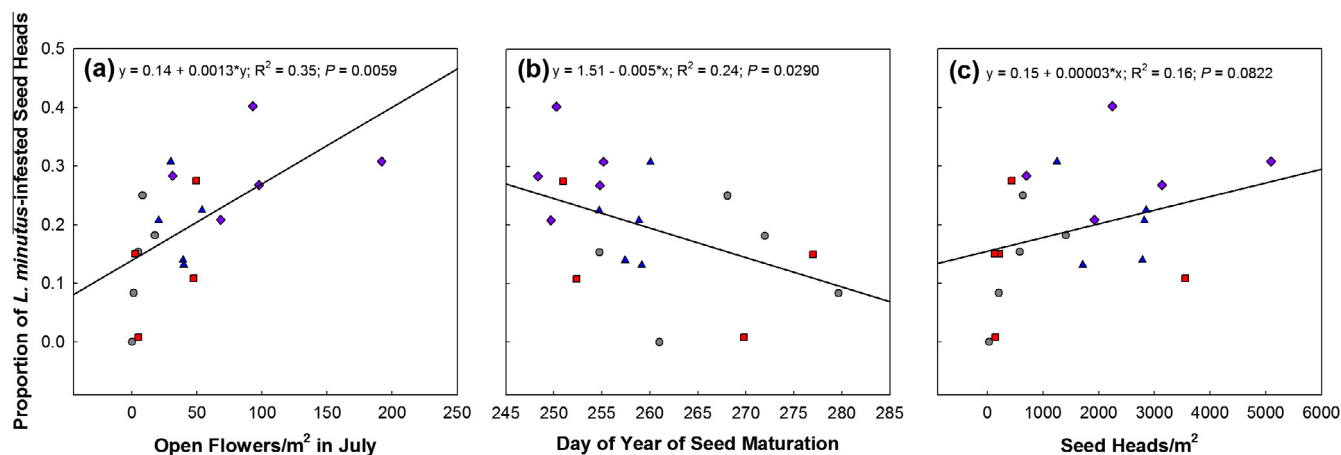 Proportion of L. minutus-infested Seed Heads
0.5
0.4
0.3
0.2
0.1
0.0
(a) y = 0.14 + 0.0013*y; R² = 0.35; P = 0.0059
0 50 100 150 200 250
Open Flowers/m² in July
(b) y = 1.51 - 0.005*x; R² = 0.24; P = 0.0290
245 250 255 260 265 270 275 280 285
Day of Year of Seed Maturation
(c) y = 0.15 + 0.00003*x; R² = 0.16; P = 0.0822
0 1000 2000 3000 4000 5000 6000
Seed Heads/m²